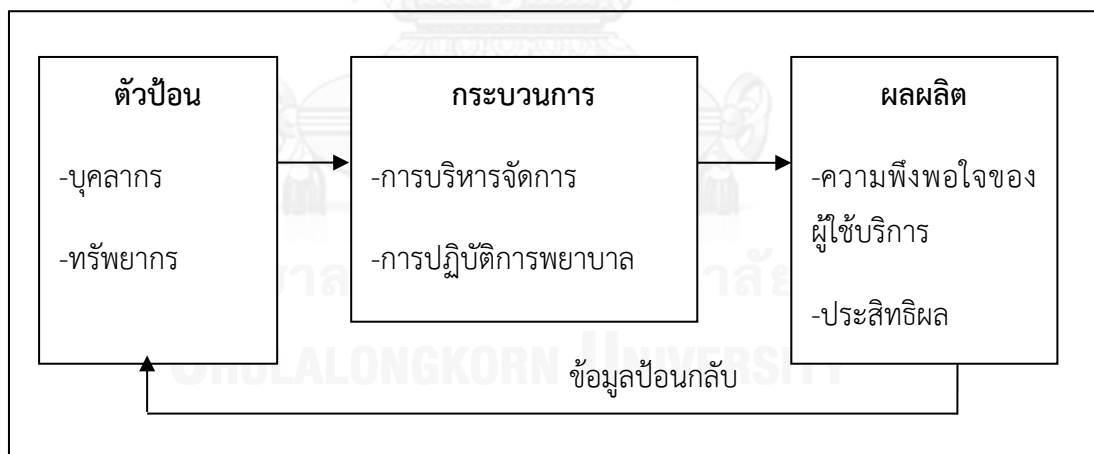 ตัวป้อน
-บุคลากร
-ทรัพยากร
กระบวนการ
-การบริหารจัดการ
-การปฏิบัติการพยาบาล
ผลผลิต
-ความพึงพอใจของ
ผู้ใช้บริการ
-ประสิทธิผล
ข้อมูลป้อนกลับ
CHULALONGKORN UNIVERSITY